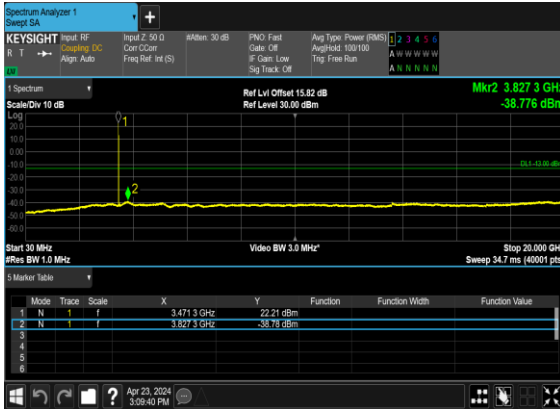 Spectrum Analyzer 1
Swept SA
KEYSIGHT
R T
Input: RF
Coupling: DC
Align: Auto
Input Z: 50 Ω
Corr CCorr
Freq Ref: Int (S)
#Atten: 30 dB
PNO: Fast
Gate: Off
IF Gain: Low
Sig Track: Off
Avg Type: Power (RMS)
Avg|Hold: 100/100
Trig: Free Run
1 2 3 4 5 6
A W W W W W
A N N N N N
1 Spectrum
Scale/Div 10 dB
Ref Lvl Offset 15.82 dB
Ref Level 30.00 dBm
Mkr2 3.827 3 GHz
-38.776 dBm
Log
20.0
10.0
0.00
-10.0
-20.0
-30.0
-40.0
-50.0
-60.0
1
2
DL1 -13.00 dBm
Start 30 MHz
#Res BW 1.0 MHz
Video BW 3.0 MHz*
Stop 20.000 GHz
Sweep 34.7 ms (40001 pts
5 Marker Table
Mode Trace Scale X Y Function Function Width Function Value
1 N 1 f 3.471 3 GHz 22.21 dBm
2 N 1 f 3.827 3 GHz -38.78 dBm
3
4
5
6
?
Apr 23, 2024
3:09:40 PM